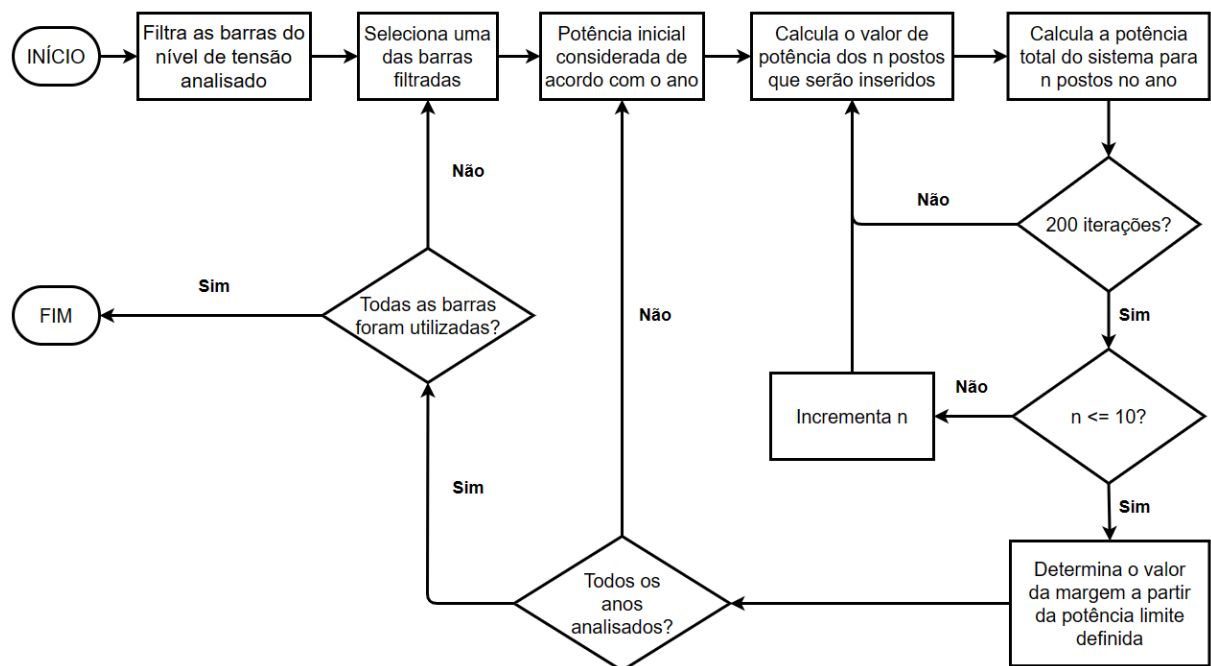 INÍCIO
Filtra as barras do
nível de tensão
analisado
Seleciona uma
das barras
filtradas
Potência inicial
considerada de
acordo com o ano
Calcula o valor de
potência dos n postos
que serão inseridos
Calcula a potência
total do sistema para
n postos no ano
Não
Não
200 iterações?
Sim
FIM
Todas as barras
foram utilizadas?
Não
Sim
Incrementa n
Não
n <= 10?
Sim
Sim
Todos os
anos
analisados?
Determina o valor
da margem a partir
da potência limite
definida